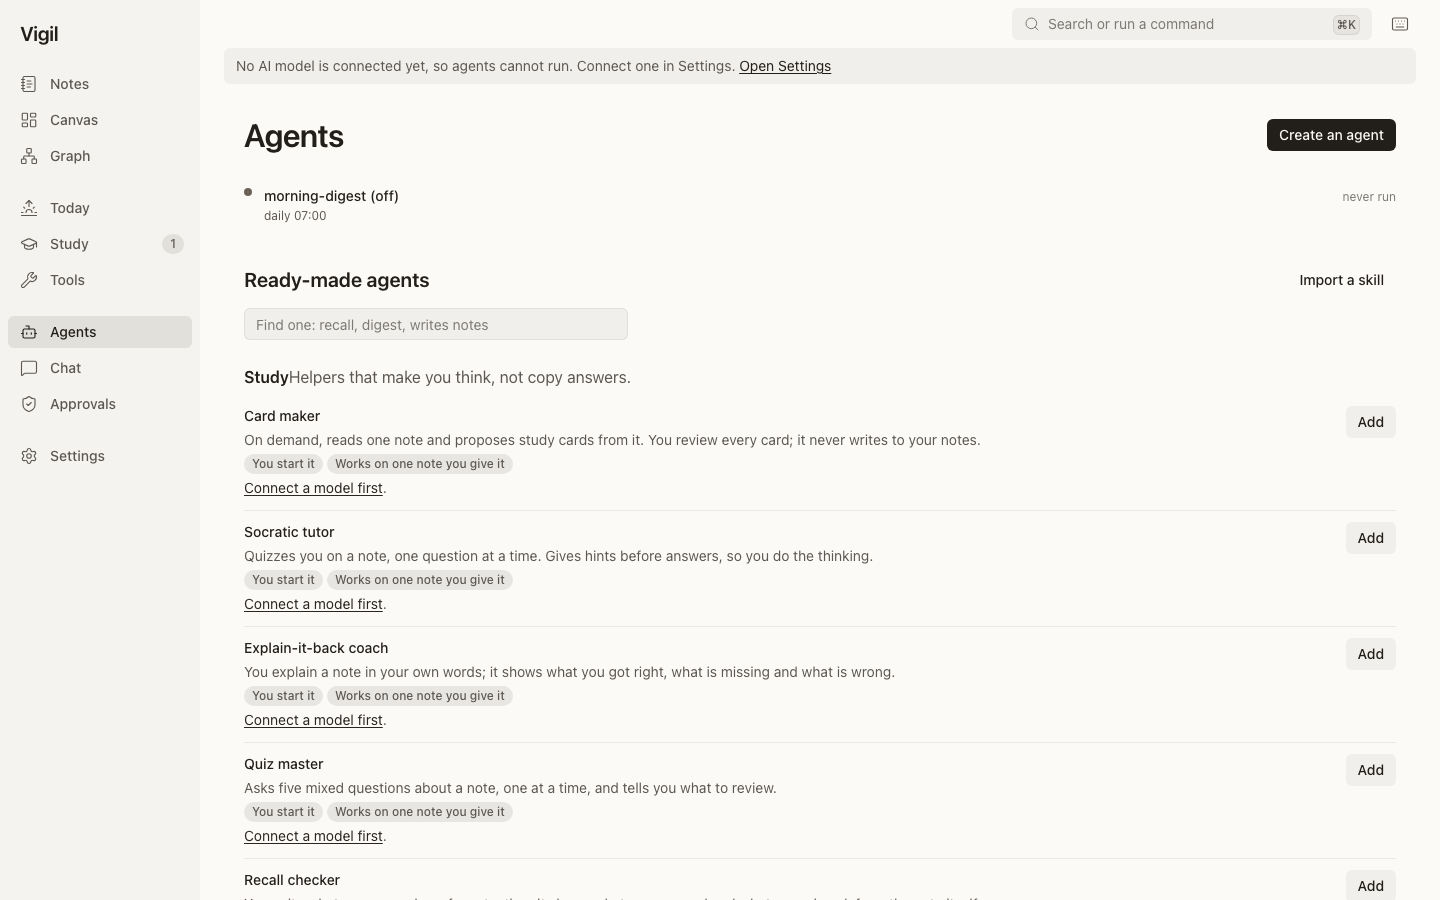 Vigil
Search or run a command
⌘K
Notes
Canvas
Graph
Today
Study
1
Tools
Agents
Chat
Approvals
Settings
No AI model is connected yet, so agents cannot run. Connect one in Settings. Open Settings
Agents
Create an agent
morning-digest (off)
never run
daily 07:00
Ready-made agents
Import a skill
Find one: recall, digest, writes notes
StudyHelpers that make you think, not copy answers.
Card maker
Add
On demand, reads one note and proposes study cards from it. You review every card; it never writes to your notes.
You start it
Works on one note you give it
Connect a model first.
Socratic tutor
Add
Quizzes you on a note, one question at a time. Gives hints before answers, so you do the thinking.
You start it
Works on one note you give it
Connect a model first.
Explain-it-back coach
Add
You explain a note in your own words; it shows what you got right, what is missing and what is wrong.
You start it
Works on one note you give it
Connect a model first.
Quiz master
Add
Asks five mixed questions about a note, one at a time, and tells you what to review.
You start it
Works on one note you give it
Connect a model first.
Recall checker
Add